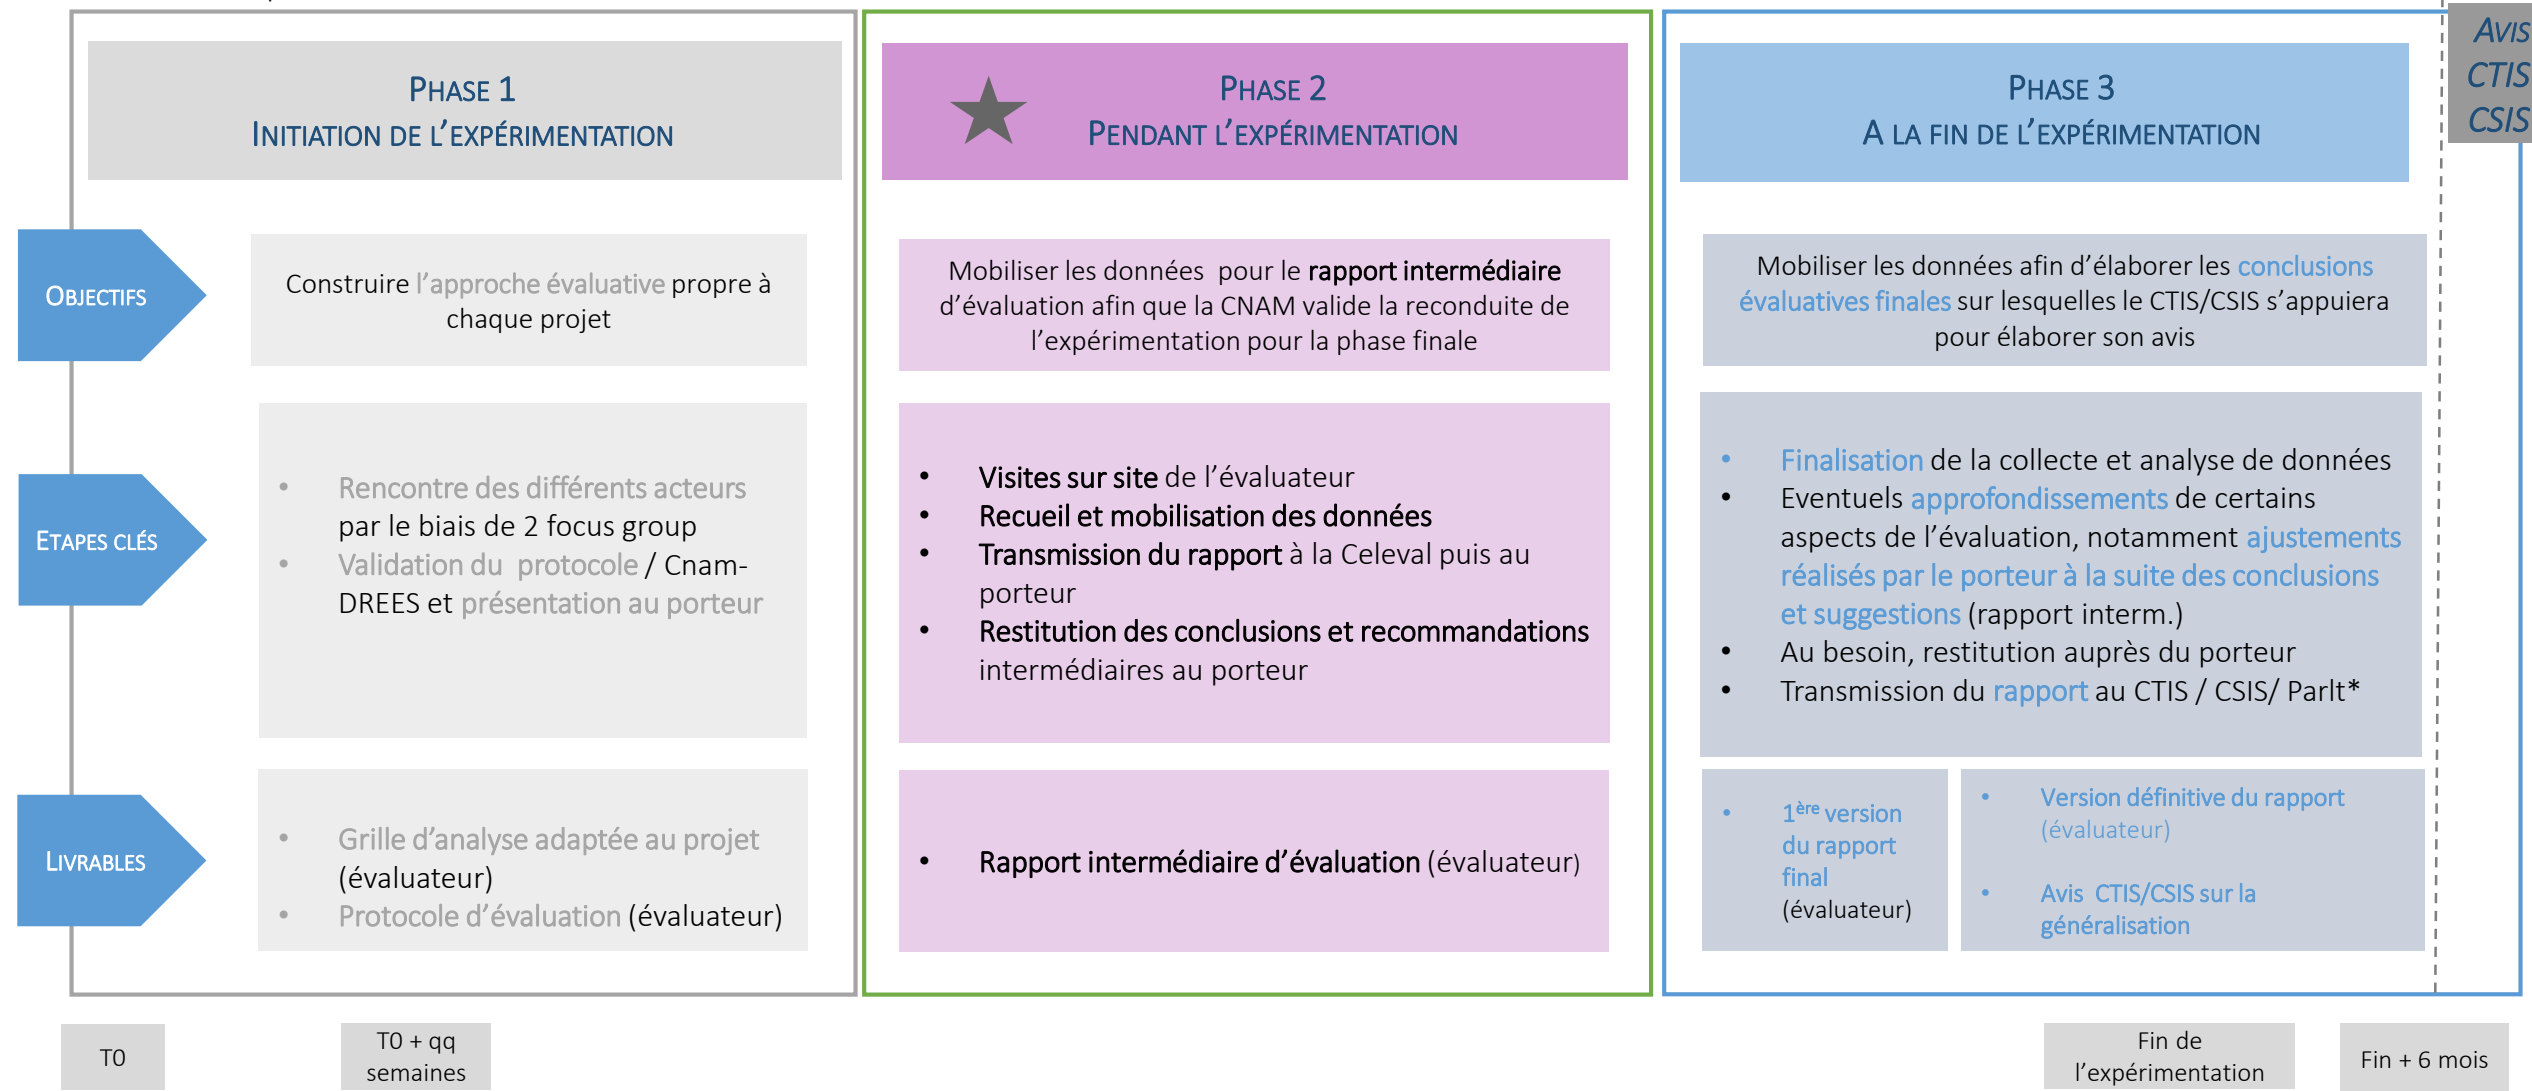 PHASE 1
INITIATION DE L'EXPÉRIMENTATION
PHASE 2
PENDANT L'EXPÉRIMENTATION
PHASE 3
A LA FIN DE L'EXPÉRIMENTATION
AVIS
CTIS
CSIS
OBJECTIFS
Construire l'approche évaluative propre à
chaque projet
Mobiliser les données pour le rapport intermédiaire
d'évaluation afin que la CNAM valide la reconduite de
l'expérimentation pour la phase finale
Mobiliser les données afin d'élaborer les conclusions
évaluatives finales sur lesquelles le CTIS/CSIS s'appuiera
pour élaborer son avis
ETAPES CLÉS
• Rencontre des différents acteurs
par le biais de 2 focus group
• Validation du protocole / Cnam-
DREES et présentation au porteur
• Visites sur site de l'évaluateur
• Recueil et mobilisation des données
• Transmission du rapport à la Celeval puis au
porteur
• Restitution des conclusions et recommandations
intermédiaires au porteur
• Finalisation de la collecte et analyse de données
• Eventuels approfondissements de certains
aspects de l'évaluation, notamment ajustements
réalisés par le porteur à la suite des conclusions
et suggestions (rapport interm.)
• Au besoin, restitution auprès du porteur
• Transmission du rapport au CTIS / CSIS/ Parlt*
LIVRABLES
• Grille d'analyse adaptée au projet
(évaluateur)
• Protocole d'évaluation (évaluateur)
• Rapport intermédiaire d'évaluation (évaluateur)
• 1ère version
du rapport
final
(évaluateur)
• Version définitive du rapport
(évaluateur)
• Avis CTIS/CSIS sur la
généralisation
T0
T0 + qq
semaines
Fin de
l'expérimentation
Fin + 6 mois